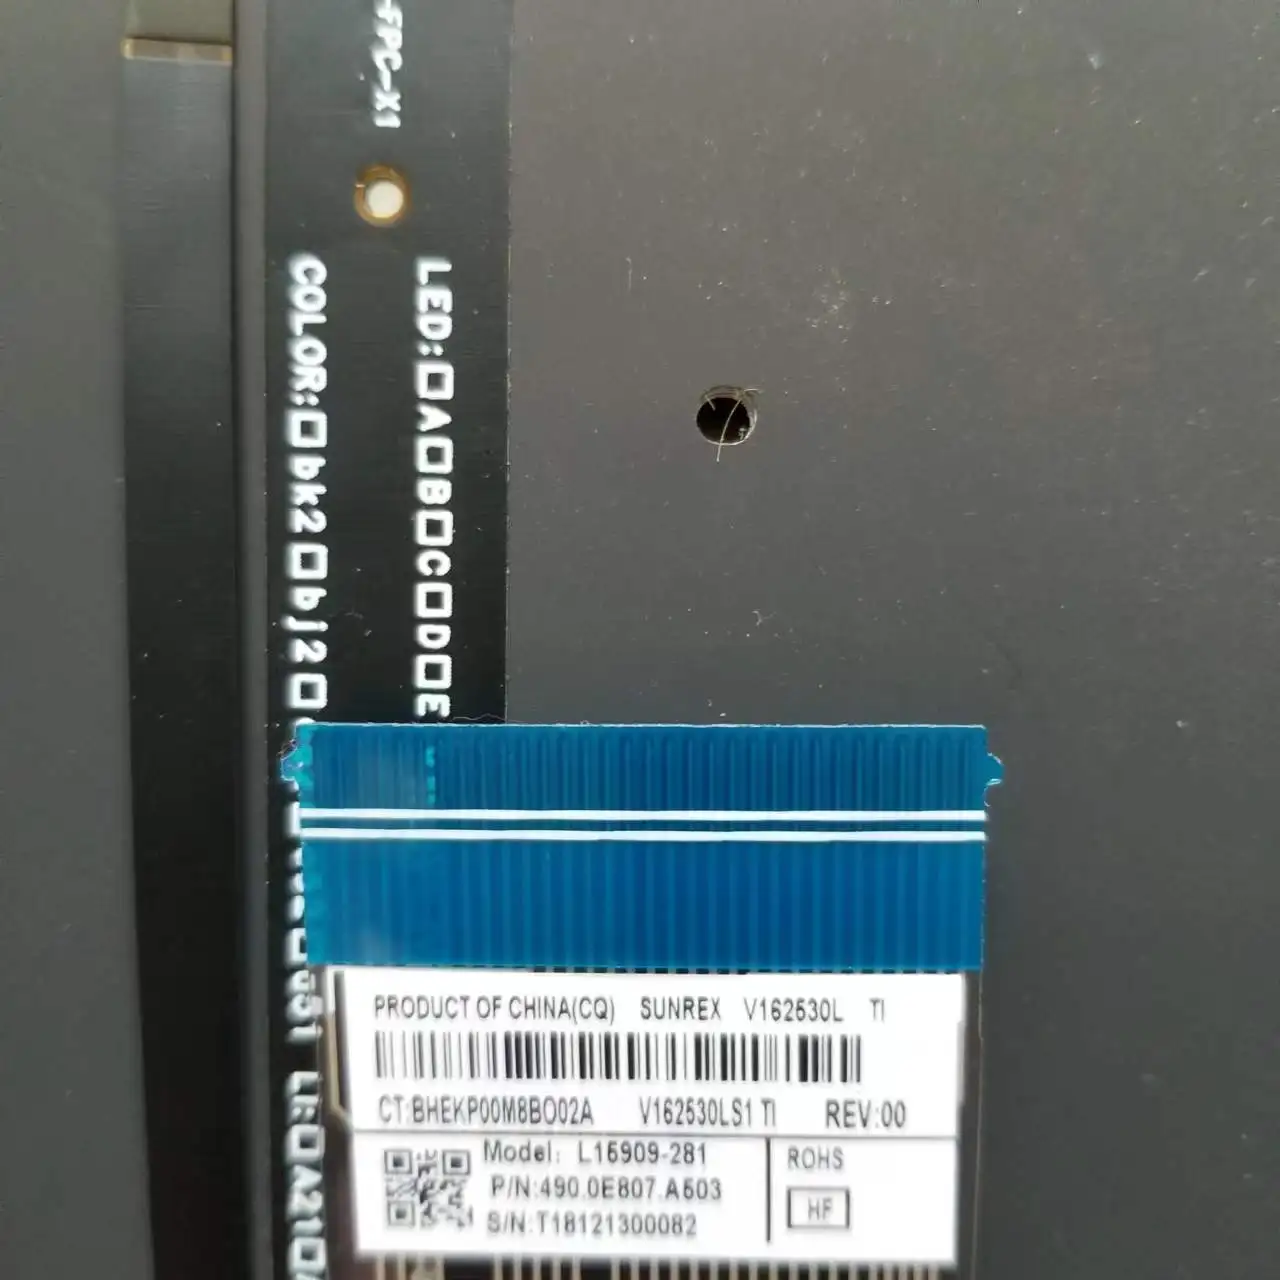 -FPC-X1
LED:□A□B□C□D□E
COLOR:□bk2□bj2□
PRODUCT OF CHINA(CQ) SUNREX V162530L TI
CT:BHEKP00M8BO02A V162530LS1 TI REV:00
Model: L15909-281
P/N:490.0E807.A503
S/N:T18121300082
ROHS
HF